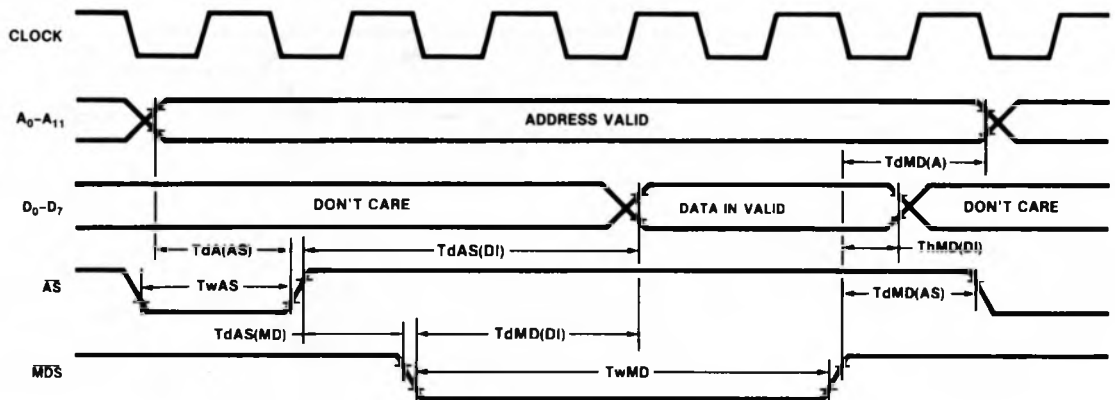 CLOCK
A0-A11
ADDRESS VALID
TdMD(A)
D0-D7
DON'T CARE
DATA IN VALID
DON'T CARE
TdA(AS)
TdAS(DI)
ThMD(DI)
AS
TwAS
TdMD(AS)
TdAS(MD)
TdMD(DI)
MDS
TwMD